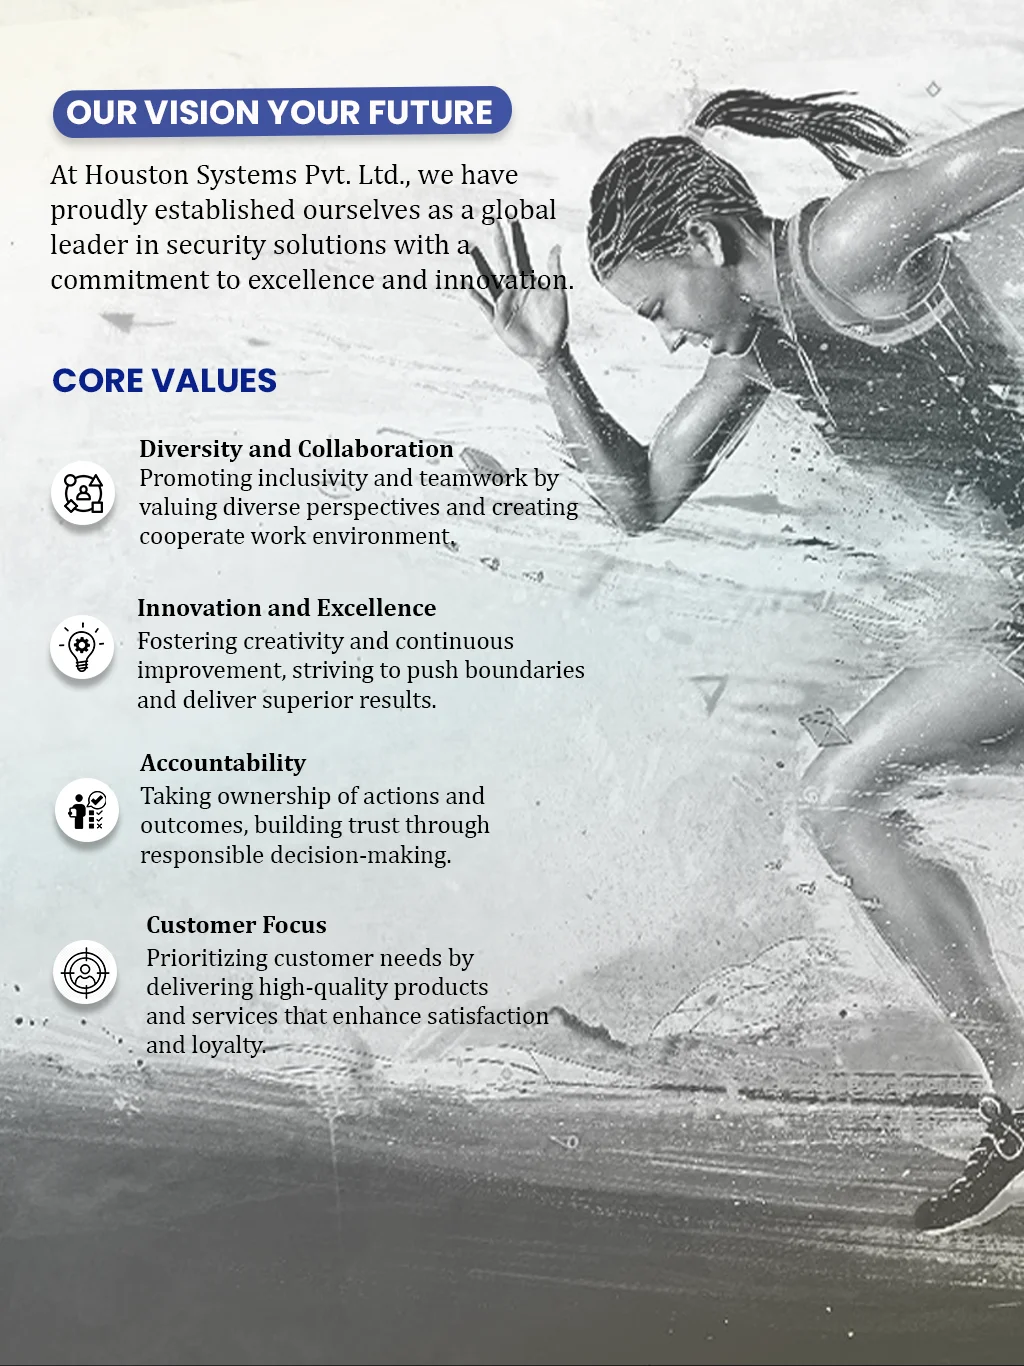 OUR VISION YOUR FUTURE
At Houston Systems Pvt. Ltd., we have
proudly established ourselves as a global
leader in security solutions with a
commitment to excellence and innovation.
CORE VALUES
Diversity and Collaboration
Promoting inclusivity and teamwork by
valuing diverse perspectives and creating
cooperate work environment.
Innovation and Excellence
Fostering creativity and continuous
improvement, striving to push boundaries
and deliver superior results.
Accountability
Taking ownership of actions and
outcomes, building trust through
responsible decision-making.
Customer Focus
Prioritizing customer needs by
delivering high-quality products
and services that enhance satisfaction
and loyalty.